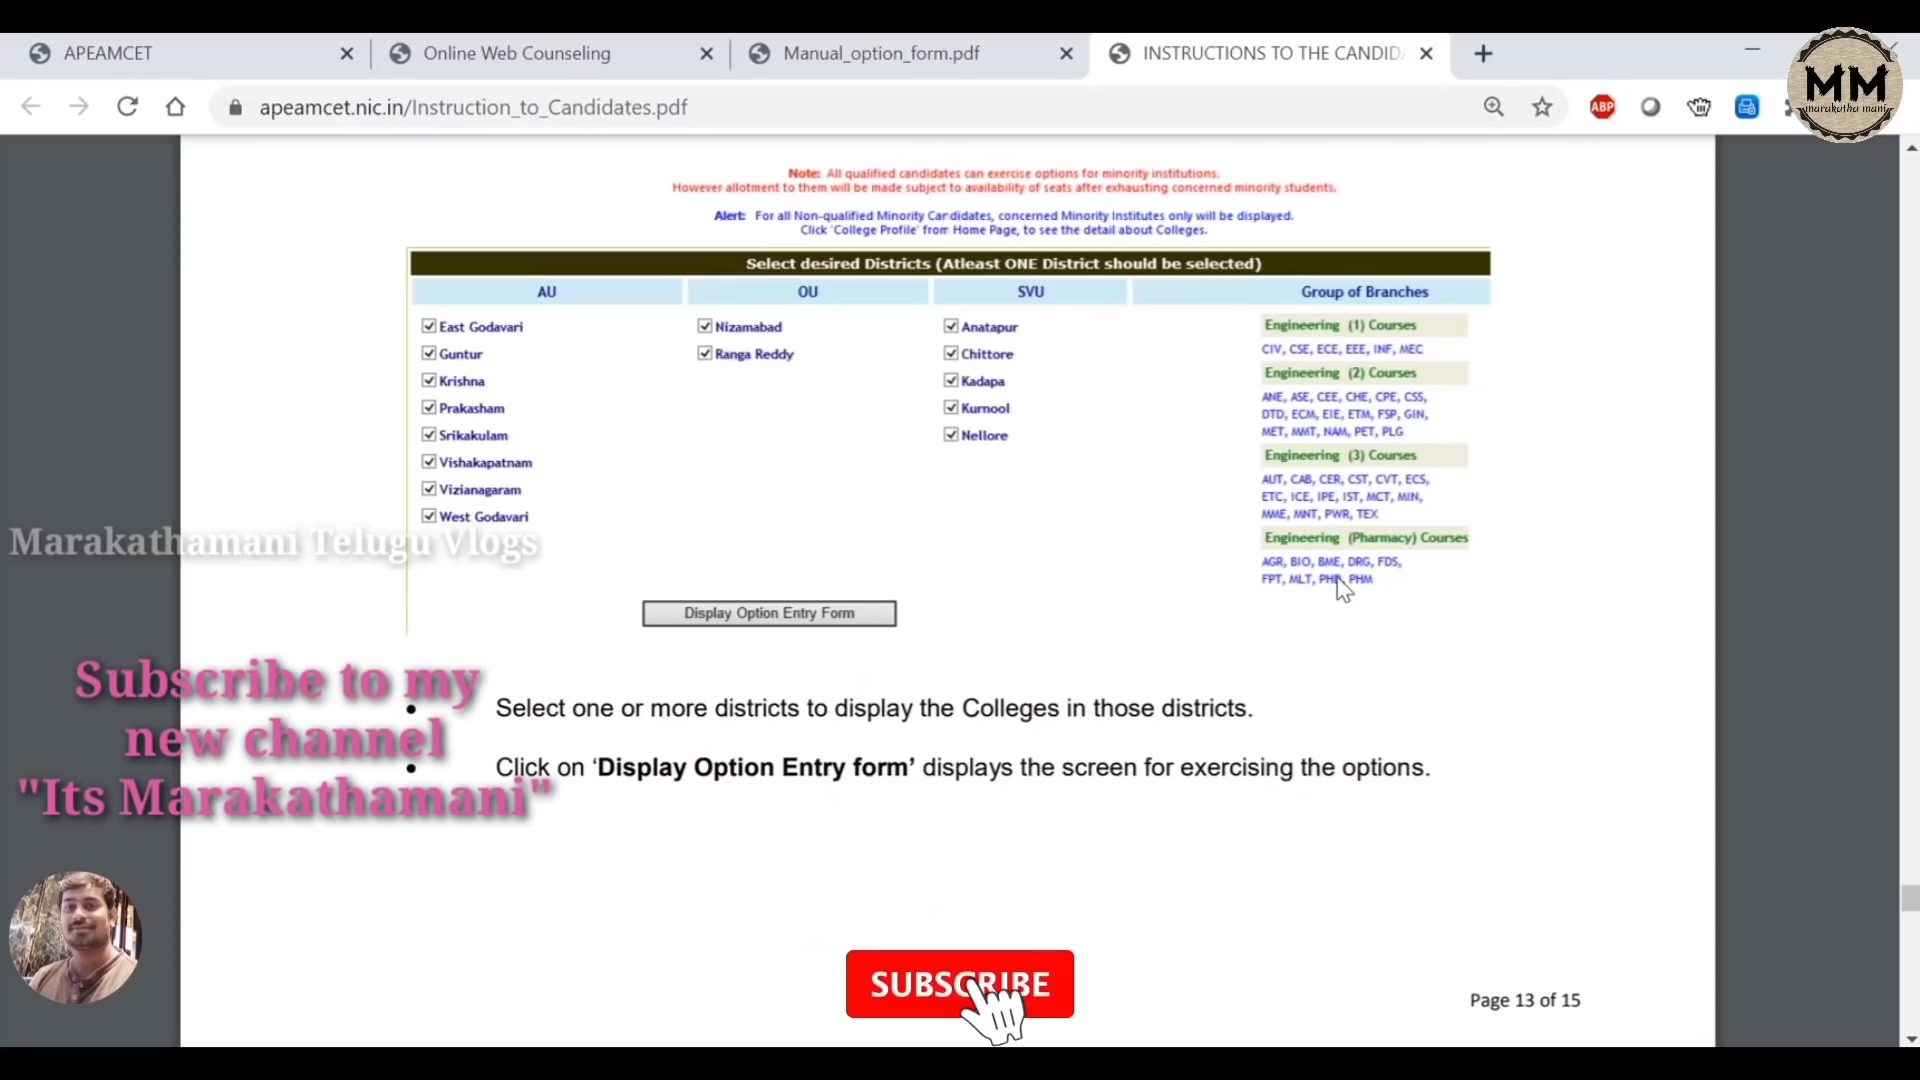 APEAMCET
Online Web Counseling
Manual_option_form.pdf
INSTRUCTIONS TO THE CANDID
apeamcet.nic.in/Instruction_to_Candidates.pdf
ABP
MM
marakatha mani
Note: All qualified candidates can exercise options for minority institutions.
However allotment to them will be made subject to availability of seats after exhausting concerned minority students.
Alert: For all Non-qualified Minority Candidates, concerned Minority Institutes only will be displayed.
Click 'College Profile' from Home Page, to see the detail about Colleges.
Select desired Districts (Atleast ONE District should be selected)
AU OU SVU Group of Branches
East Godavari Nizamabad Anatapur Engineering (1) Courses
CIV, CSE, ECE, EEE, INF, MEC
Guntur Ranga Reddy Chittore
Krishna Kadapa Engineering (2) Courses
ANE, ASE, CEE, CHE, CPE, CSS,
Prakasham Kurnool DTD, ECM, EIE, ETM, FSP, GIN,
Srikakulam Nellore MET, MMT, NAM, PET, PLG
Vishakapatnam Engineering (3) Courses
AUT, CAB, CER, CST, CVT, ECS,
Vizianagaram ETC, ICE, IPE, IST, MCT, MIN,
West Godavari MME, MNT, PWR, TEX
Engineering (Pharmacy) Courses
AGR, BIO, BME, DRG, FDS,
FPT, MLT, PHM
Marakathamani Telugu Vlogs
Display Option Entry Form
Subscribe to my
new channel
"Its Marakathamani"
• Select one or more districts to display the Colleges in those districts.
• Click on ‘Display Option Entry form’ displays the screen for exercising the options.
SUBSCRIBE
Page 13 of 15